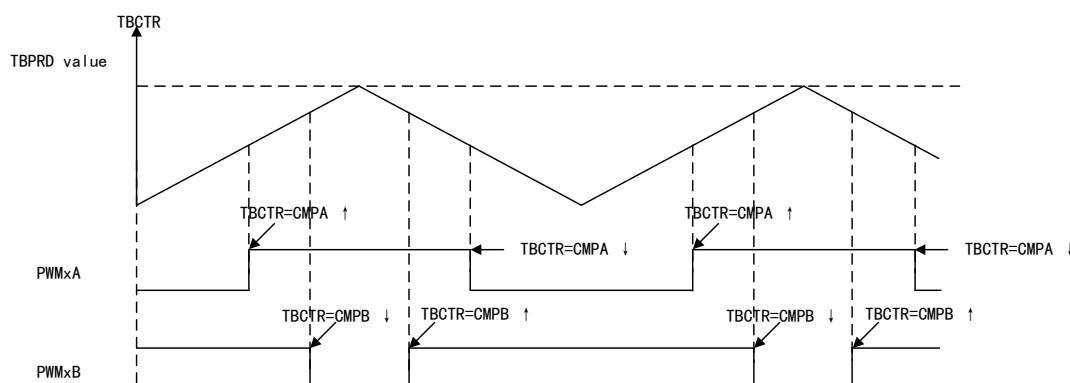 TBCTR
TBPRD value
TBCTR=CMPA ↑
TBCTR=CMPA ↑
TBCTR=CMPA ↓
TBCTR=CMPA ↓
PWMxA
TBCTR=CMPB ↓
TBCTR=CMPB ↑
TBCTR=CMPB ↓
TBCTR=CMPB ↑
PWMxB